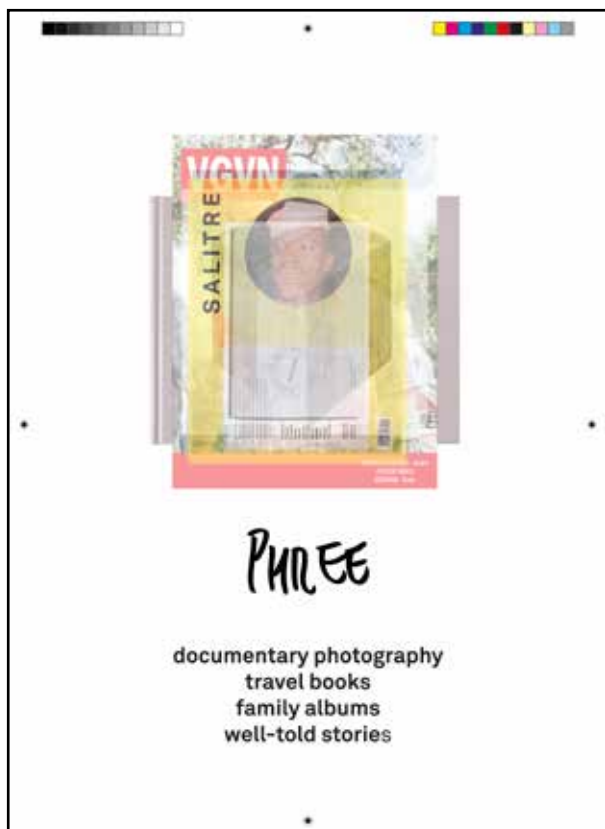 VGVN
SALITRE
PHREE
documentary photography
travel books
family albums
well-told stories